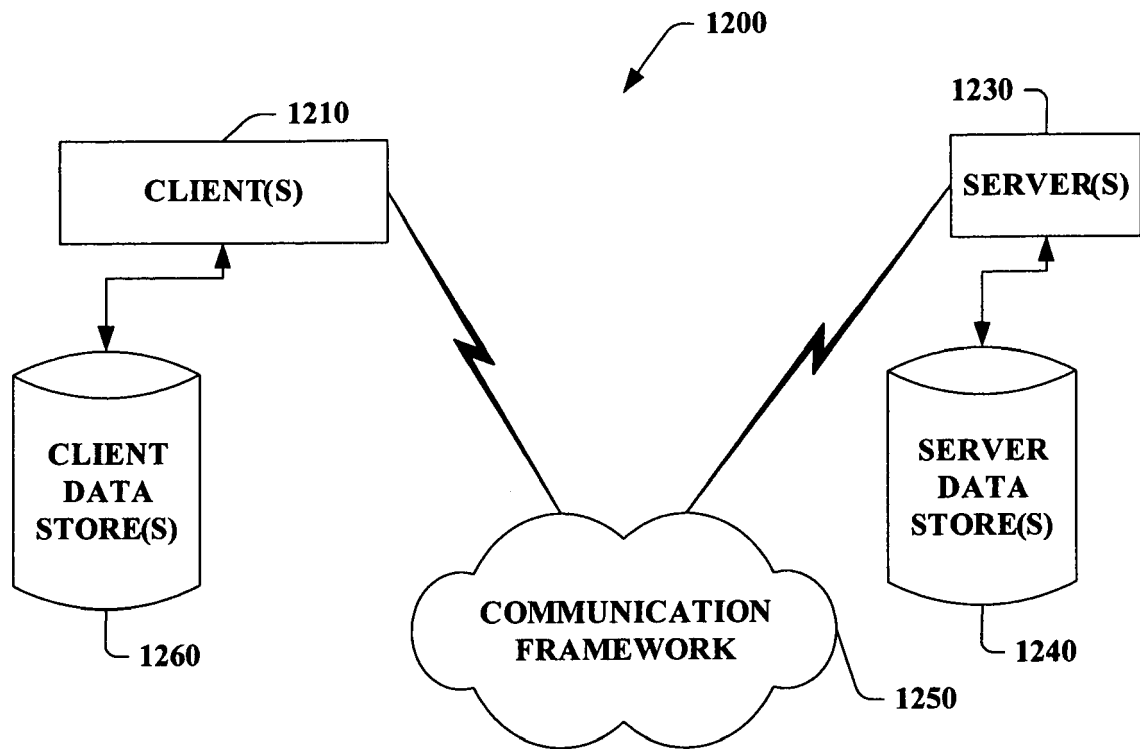 1200
1210
1230
CLIENT(S)
SERVER(S)
CLIENT
DATA
STORE(S)
SERVER
DATA
STORE(S)
COMMUNICATION
FRAMEWORK
1260
1240
1250